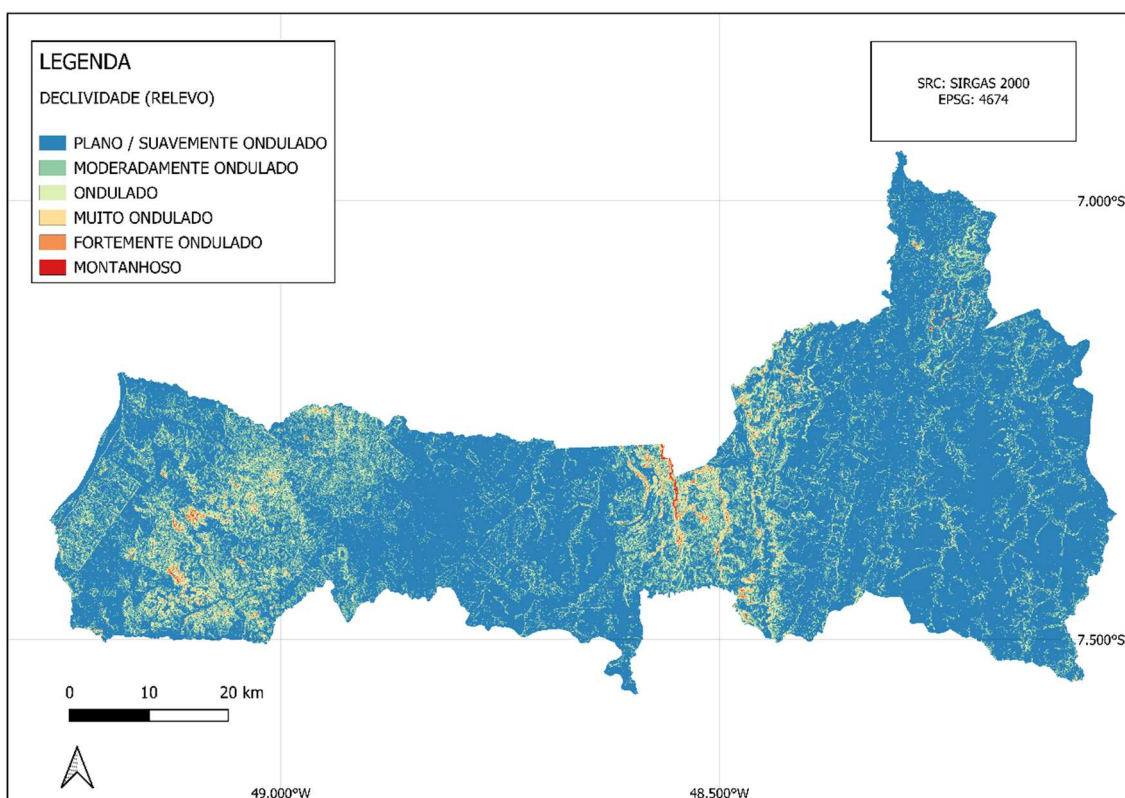 LEGENDA
DECLIVIDADE (RELEVO)
PLANO / SUAVEMENTE ONDULADO
MODERADAMENTE ONDULADO
ONDULADO
MUITO ONDULADO
FORTEMENTE ONDULADO
MONTANHOSO
SRC: SIRGAS 2000
EPSG: 4674
7.000°S
7.500°S
0 10 20 km
49.000°W 48.500°W